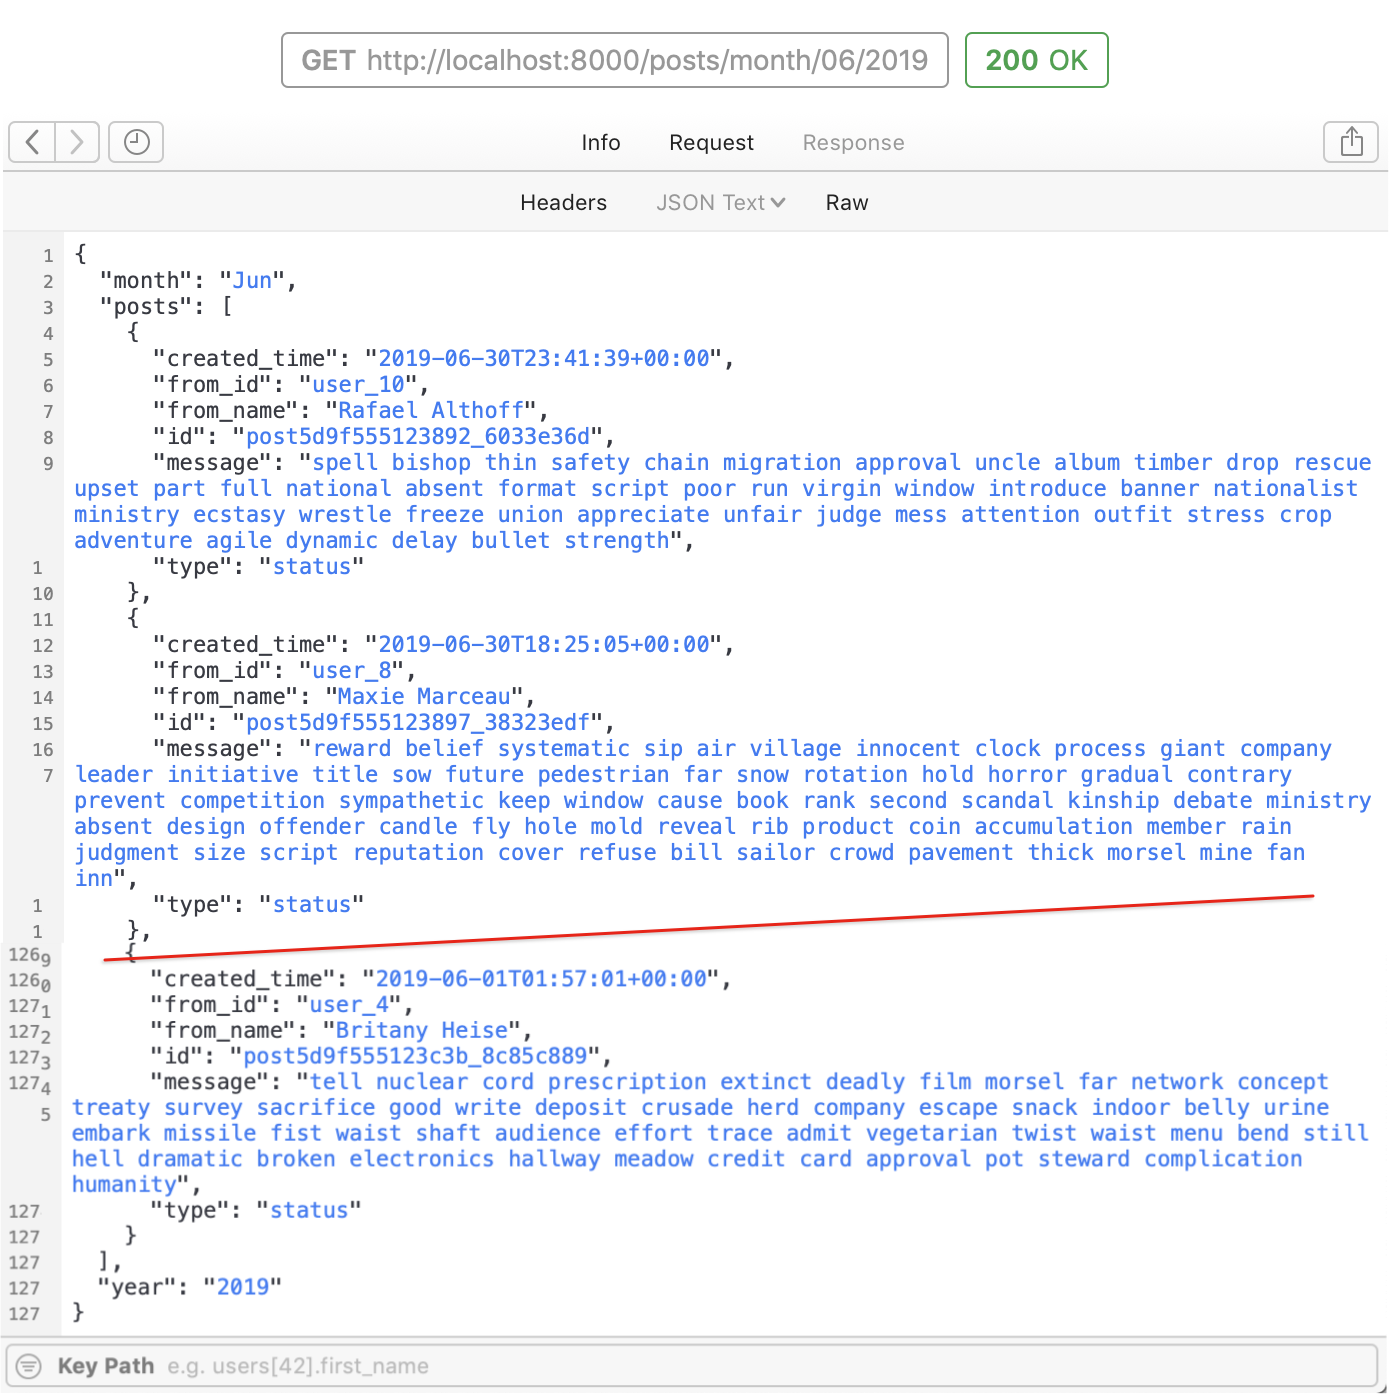 GET http://localhost:8000/posts/month/06/2019 200 OK
Info Request Response
Headers JSON Text Raw
1 {
2 "month": "Jun",
3 "posts": [
4 {
5 "created_time": "2019-06-30T23:41:39+00:00",
6 "from_id": "user_10",
7 "from_name": "Rafael Althoff",
8 "id": "post5d9f555123892_6033e36d",
9 "message": "spell bishop thin safety chain migration approval uncle album timber drop rescue
upset part full national absent format script poor run virgin window introduce banner nationalist
ministry ecstasy wrestle freeze union appreciate unfair judge mess attention outfit stress crop
adventure agile dynamic delay bullet strength",
1 "type": "status"
10 },
11 {
12 "created_time": "2019-06-30T18:25:05+00:00",
13 "from_id": "user_8",
14 "from_name": "Maxie Marceau",
15 "id": "post5d9f555123897_38323edf",
16 "message": "reward belief systematic sip air village innocent clock process giant company
7 leader initiative title sow future pedestrian far snow rotation hold horror gradual contrary
prevent competition sympathetic keep window cause book rank second scandal kinship debate ministry
absent design offender candle fly hole mold reveal rib product coin accumulation member rain
judgment size script reputation cover refuse bill sailor crowd pavement thick morsel mine fan
inn",
1 "type": "status"
1 },
1269 {
1260 "created_time": "2019-06-01T01:57:01+00:00",
1271 "from_id": "user_4",
1272 "from_name": "Britany Heise",
1273 "id": "post5d9f555123c3b_8c85c889",
1274 "message": "tell nuclear cord prescription extinct deadly film morsel far network concept
5 treaty survey sacrifice good write deposit crusade herd company escape snack indoor belly urine
embark missile fist waist shaft audience effort trace admit vegetarian twist waist menu bend still
hell dramatic broken electronics hallway meadow credit card approval pot steward complication
humanity",
127 "type": "status"
127 }
127 ],
127 "year": "2019"
127 }
Key Path e.g. users[42].first_name